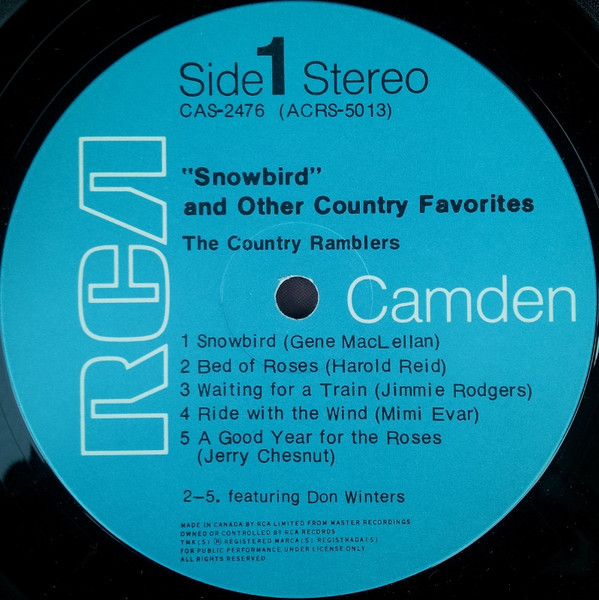 Side 1 Stereo
CAS-2476 (ACRS-5013)
RCA
"Snowbird"
and Other Country Favorites
The Country Ramblers
Camden
1 Snowbird (Gene MacLellan)
2 Bed of Roses (Harold Reid)
3 Waiting for a Train (Jimmie Rodgers)
4 Ride with the Wind (Mimi Evar)
5 A Good Year for the Roses
(Jerry Chesnut)
2-5. featuring Don Winters
MADE IN CANADA BY RCA LIMITED FROM MASTER RECORDINGS
OWNED OR CONTROLLED BY RCA RECORDS
TMK(S) ® REGISTERED MARCA(S) REGISTRADA(S)
FOR PUBLIC PERFORMANCE UNDER LICENSE ONLY
ALL RIGHTS RESERVED